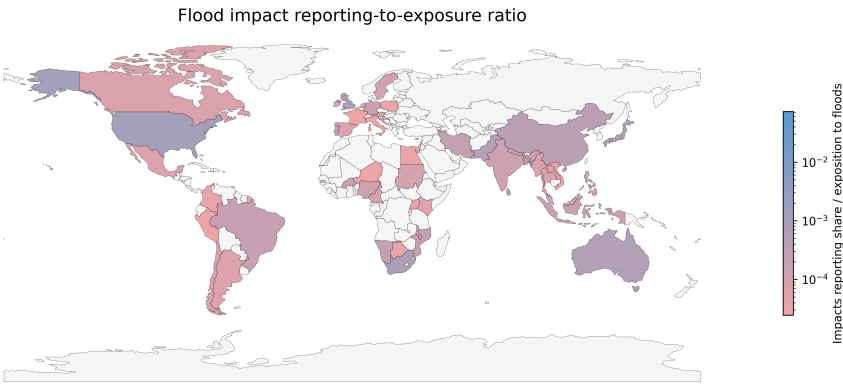 Flood impact reporting-to-exposure ratio
10⁻²
10⁻³
10⁻⁴
Impacts reporting share / exposition to floods